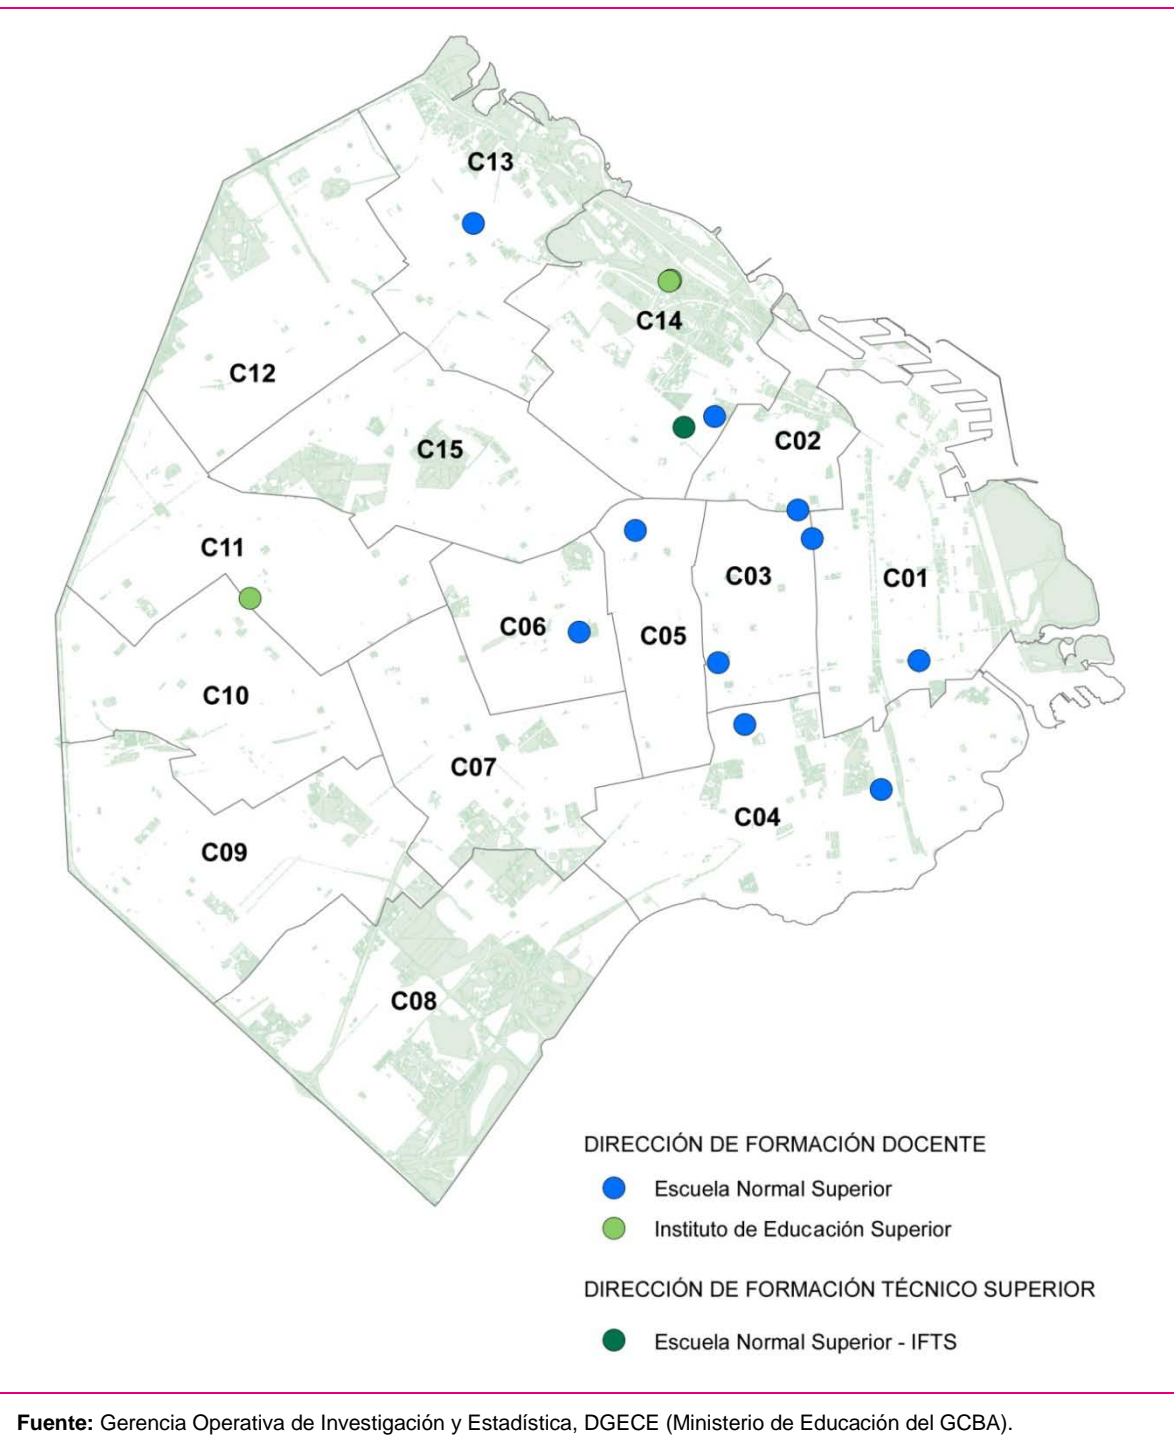 C13
C14
C12
C02
C15
C11
C03
C01
C06
C05
C10
C07
C04
C09
C08
DIRECCIÓN DE FORMACIÓN DOCENTE
Escuela Normal Superior
Instituto de Educación Superior
DIRECCIÓN DE FORMACIÓN TÉCNICO SUPERIOR
Escuela Normal Superior - IFTS
Fuente: Gerencia Operativa de Investigación y Estadística, DGECE (Ministerio de Educación del GCBA).